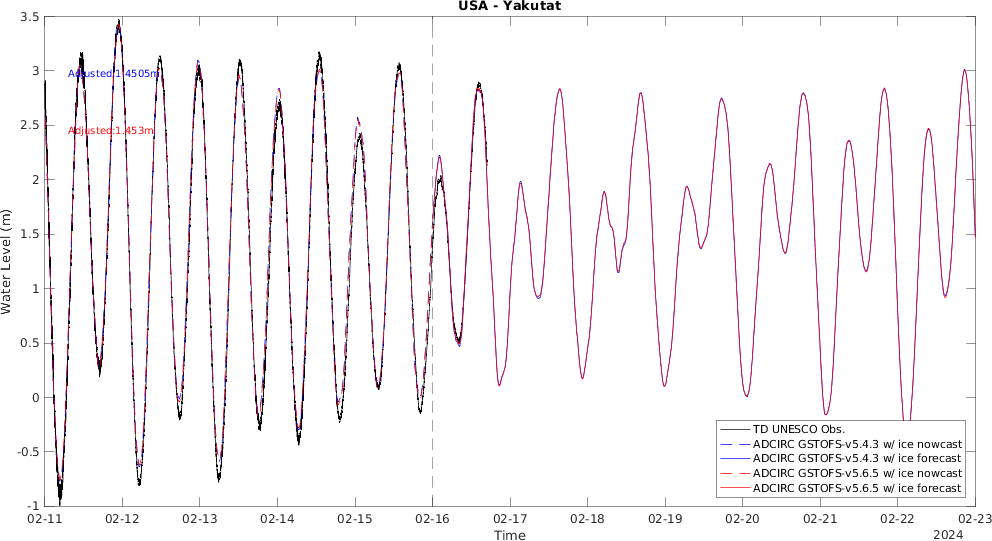 USA - Yakutat
3.5
3
2.5
2
1.5
1
0.5
0
-0.5
-1
Water Level (m)
Adjusted:1.4505m
Adjusted:1.453m
TD UNESCO Obs.
ADCIRC GSTOFS-v5.4.3 w/ ice nowcast
ADCIRC GSTOFS-v5.4.3 w/ ice forecast
ADCIRC GSTOFS-v5.6.5 w/ ice nowcast
ADCIRC GSTOFS-v5.6.5 w/ ice forecast
02-11 02-12 02-13 02-14 02-15 02-16 02-17 02-18 02-19 02-20 02-21 02-22 02-23
Time
2024